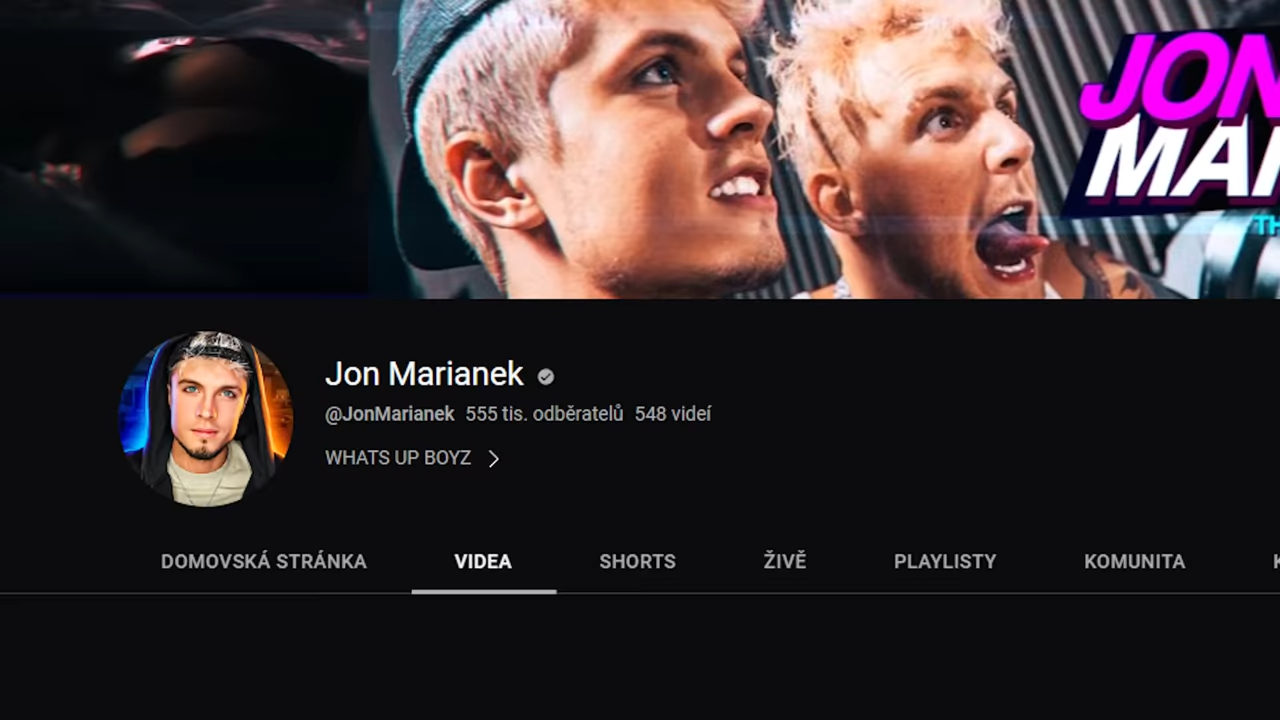 JON
MAR
TH
Jon Marianek
@JonMarianek 555 tis. odběratelů 548 videí
WHATS UP BOYZ
DOMOVSKÁ STRÁNKA VIDEA SHORTS ŽIVĚ PLAYLISTY KOMUNITA K